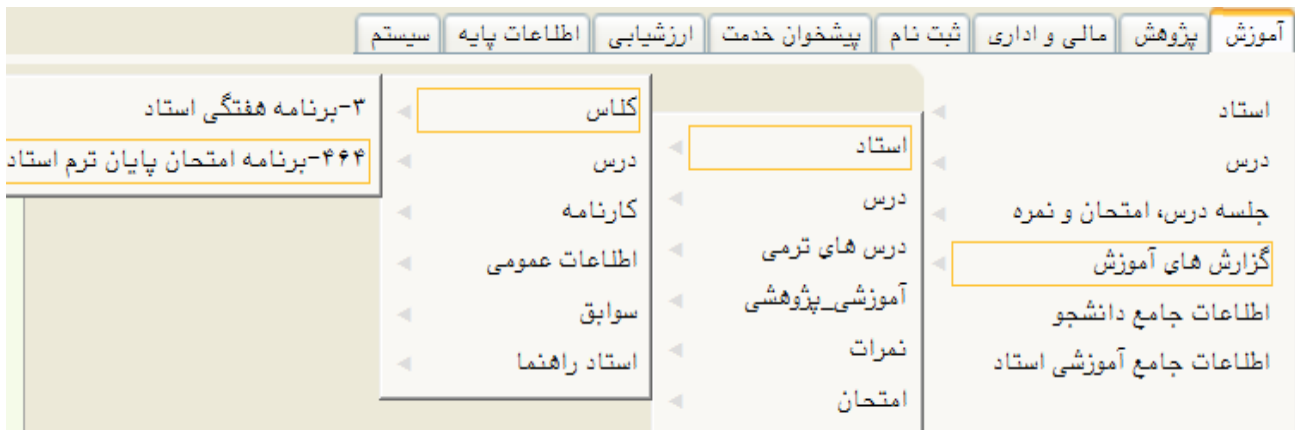 آموزش پژوهش مالی و اداری ثبت نام پیشخوان خدمت ارزشیابی اطلاعات پایه سیستم
استاد
درس
جلسه درس، امتحان و نمره
گزارش های آموزش
اطلاعات جامع دانشجو
اطلاعات جامع آموزشی استاد
استاد
درس
درس های ترمی
آموزشی_پژوهشی
نمرات
امتحان
کلاس
درس
کارنامه
اطلاعات عمومی
سوابق
استاد راهنما
۳-برنامه هفتگی استاد
۴۶۴-برنامه امتحان پایان ترم استاد